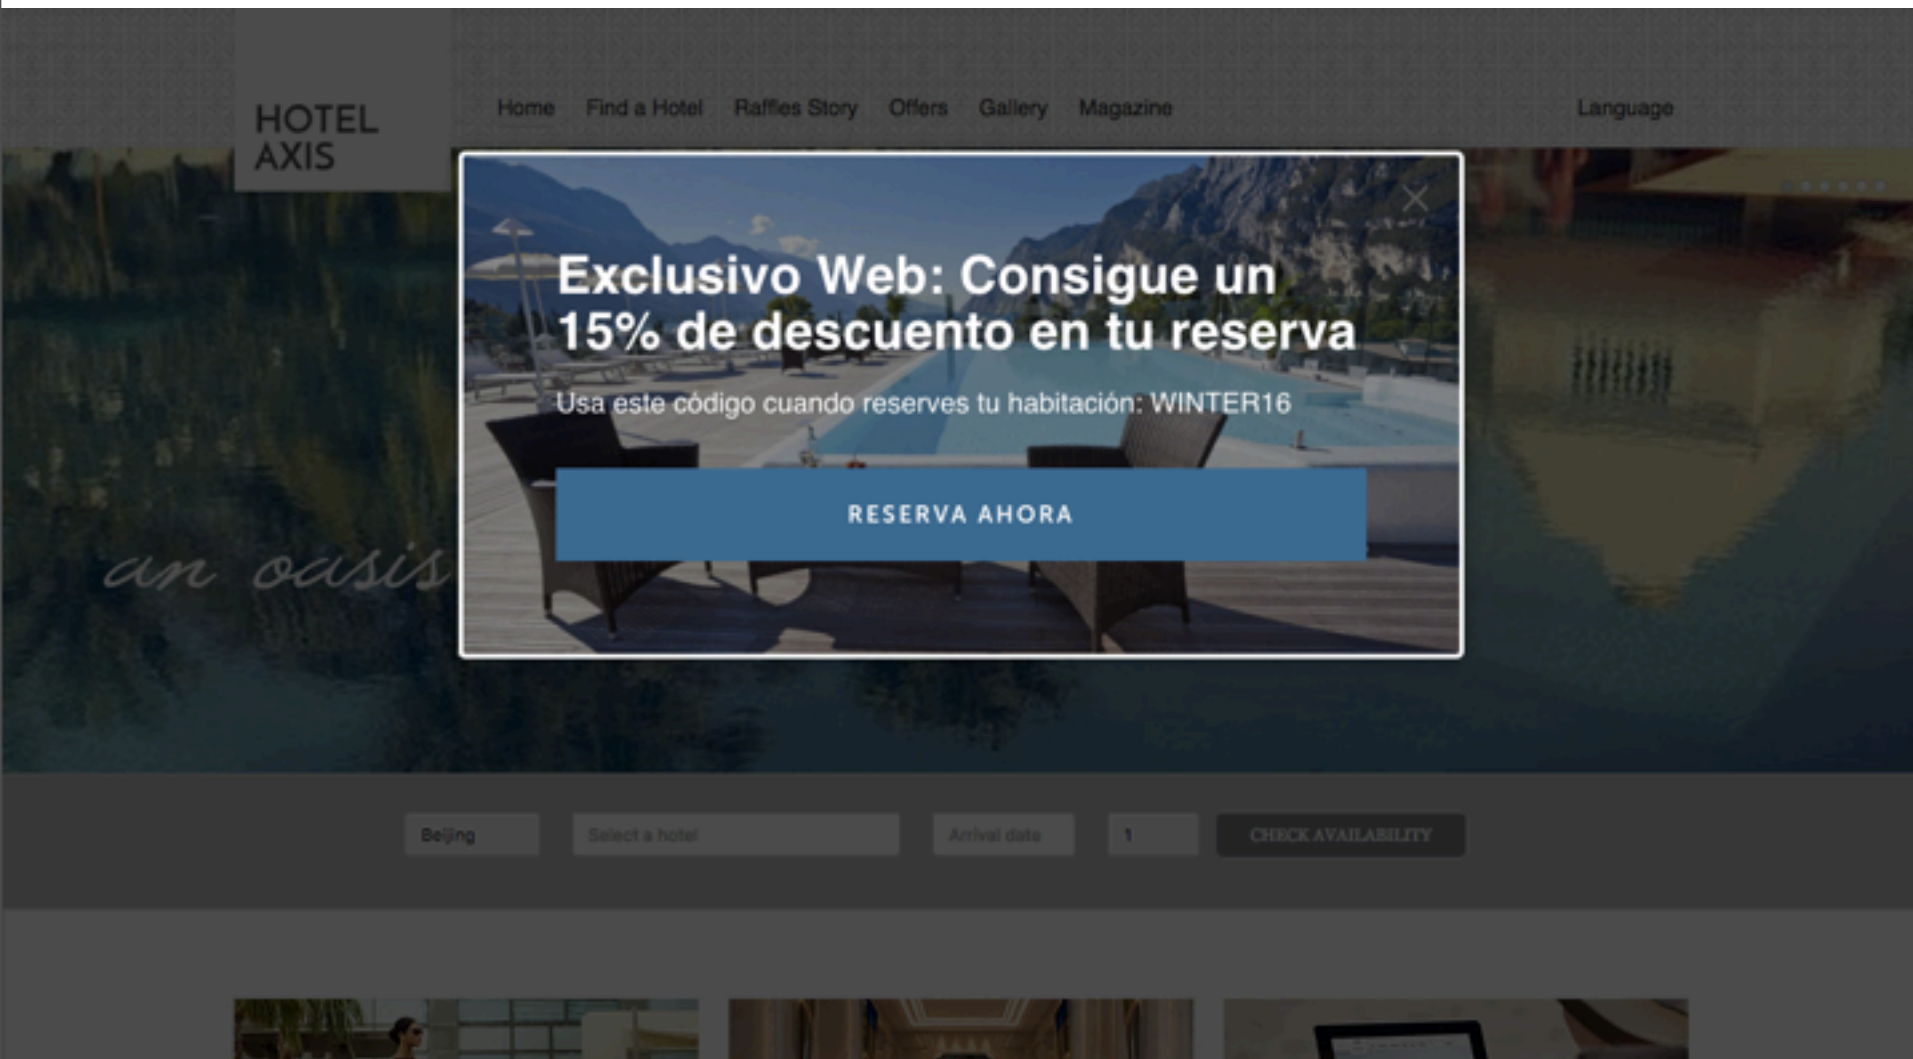 HOTEL
AXIS
Home Find a Hotel Raffles Story Offers Gallery Magazine Language
Exclusivo Web: Consigue un
15% de descuento en tu reserva
Usa este código cuando reserves tu habitación: WINTER16
RESERVA AHORA
an oasis
Beijing Select a hotel Arrival date 1 CHECK AVAILABILITY